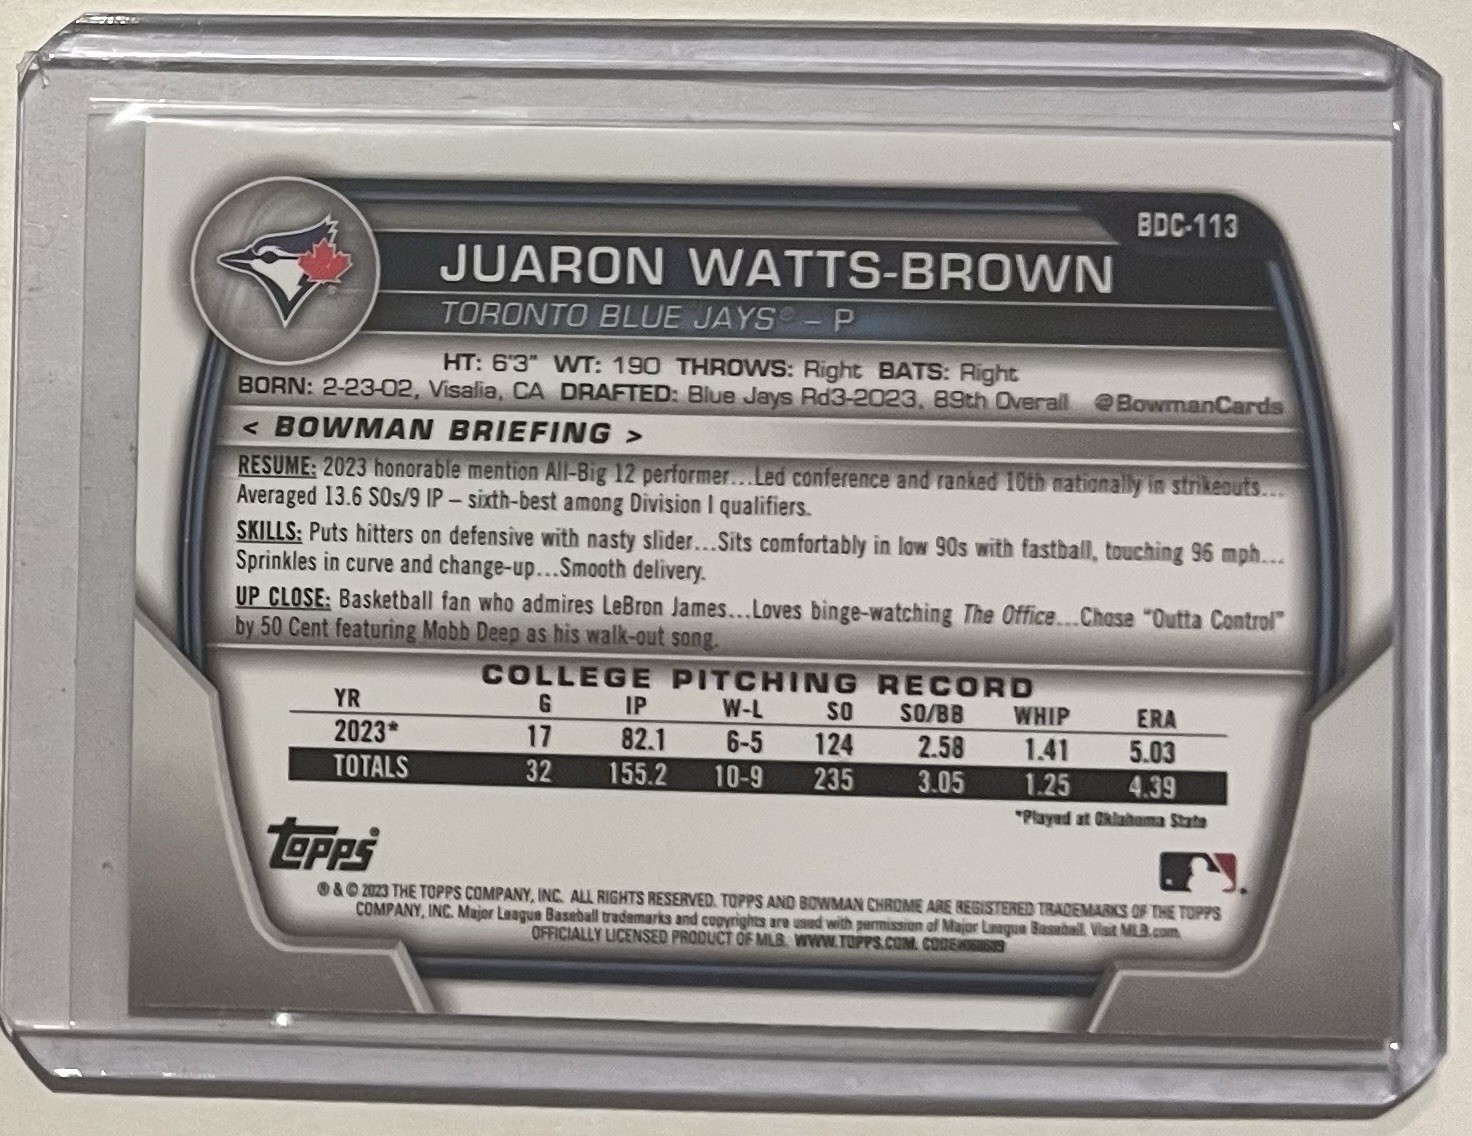 BDC-113
JUARON WATTS-BROWN
TORONTO BLUE JAYS® – P
HT: 6'3" WT: 190 THROWS: Right BATS: Right
BORN: 2-23-02, Visalia, CA DRAFTED: Blue Jays Rd3-2023, 89th Overall @BowmanCards
< BOWMAN BRIEFING >
RESUME: 2023 honorable mention All-Big 12 performer...Led conference and ranked 10th nationally in strikeouts...
Averaged 13.6 SOs/9 IP – sixth-best among Division I qualifiers.
SKILLS: Puts hitters on defensive with nasty slider...Sits comfortably in low 90s with fastball, touching 96 mph...
Sprinkles in curve and change-up...Smooth delivery.
UP CLOSE: Basketball fan who admires LeBron James...Loves binge-watching The Office...Chose "Outta Control"
by 50 Cent featuring Mobb Deep as his walk-out song.
COLLEGE PITCHING RECORD
YR G IP W-L SO SO/BB WHIP ERA
2023* 17 82.1 6-5 124 2.58 1.41 5.03
TOTALS 32 155.2 10-9 235 3.05 1.25 4.39
*Played at Oklahoma State
Topps®
® & © 2023 THE TOPPS COMPANY, INC. ALL RIGHTS RESERVED. TOPPS AND BOWMAN CHROME ARE REGISTERED TRADEMARKS OF THE TOPPS
COMPANY, INC. Major League Baseball trademarks and copyrights are used with permission of Major League Baseball. Visit MLB.com.
OFFICIALLY LICENSED PRODUCT OF MLB. WWW.TOPPS.COM.